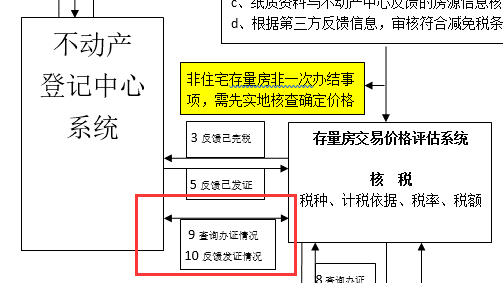 c、纸质资料与不动产中心反馈的房源信息核
d、根据第三方反馈信息，审核符合减免税条
不动产
登记中心
系统
非住宅存量房非一次办结事
项，需先实地核查确定价格
3 反馈已完税
存量房交易价格评估系统
核 税
税种、计税依据、税率、税额
5 反馈已发证
9 查询办证情况
10 反馈发证情况
8 查询办证